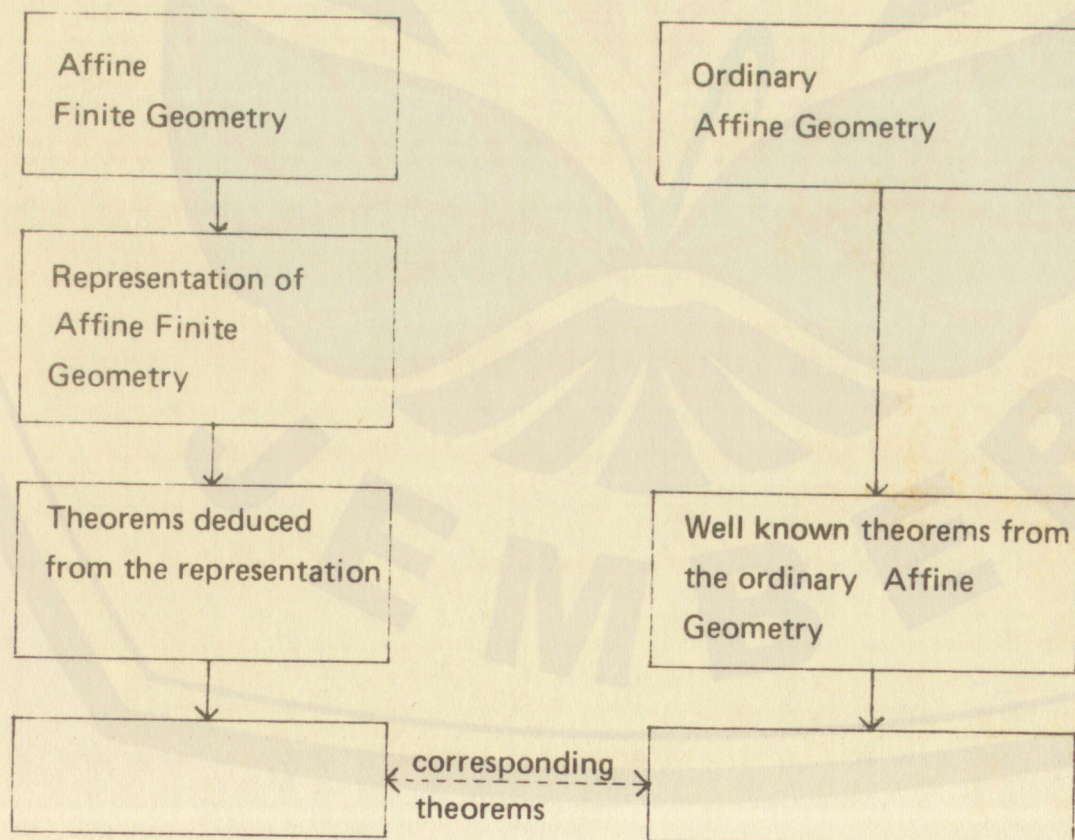 Affine
Finite Geometry
Ordinary
Affine Geometry
Representation of
Affine Finite
Geometry
Theorems deduced
from the representation
Well known theorems from
the ordinary Affine
Geometry
corresponding
theorems
JEMBER